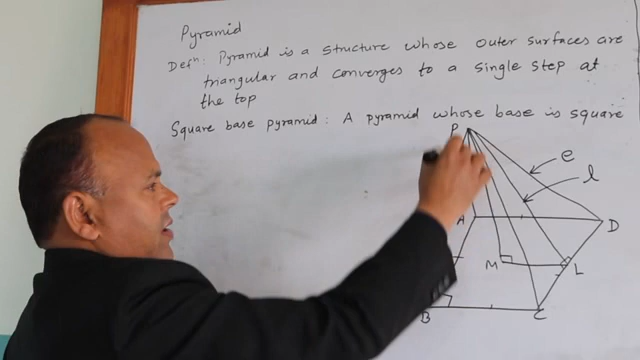 Pyramid
Defⁿ: Pyramid is a structure whose outer surfaces are
triangular and converges to a single step at
the top
Square base pyramid: A pyramid whose base is square
P
e
l
A
D
M
L
B
C